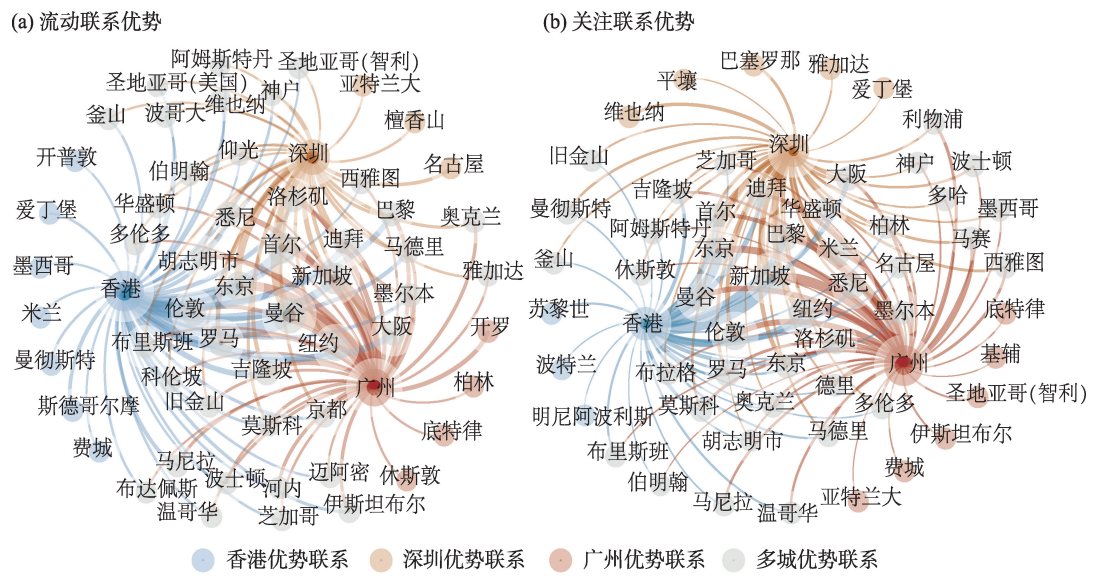 (a) 流动联系优势
阿姆斯特丹
圣地亚哥(智利)
圣地亚哥(美国)
神户
亚特兰大
釜山
波哥大
维也纳
檀香山
开普敦
仰光
深圳
伯明翰
西雅图
名古屋
爱丁堡
华盛顿
洛杉矶
悉尼
巴黎
奥克兰
多伦多
首尔
迪拜
马德里
墨西哥
胡志明市
新加坡
雅加达
香港
东京
墨尔本
米兰
伦敦
曼谷
大阪
开罗
布里斯班
罗马
纽约
曼彻斯特
科伦坡
吉隆坡
广州
柏林
斯德哥尔摩
旧金山
京都
莫斯科
底特律
费城
马尼拉
波士顿
迈阿密
休斯敦
布达佩斯
河内
伊斯坦布尔
温哥华
芝加哥
(b) 关注联系优势
巴塞罗那
雅加达
平壤
爱丁堡
维也纳
利物浦
旧金山
深圳
芝加哥
大阪
神户
波士顿
吉隆坡
迪拜
多哈
曼彻斯特
首尔
华盛顿
墨西哥
阿姆斯特丹
巴黎
柏林
马赛
釜山
东京
米兰
休斯敦
新加坡
名古屋
西雅图
苏黎世
曼谷
悉尼
纽约
墨尔本
底特律
香港
伦敦
洛杉矶
波特兰
布拉格
罗马
东京
广州
基辅
德里
圣地亚哥(智利)
明尼阿波利斯
莫斯科
奥克兰
多伦多
布里斯班
胡志明市
马德里
伊斯坦布尔
伯明翰
费城
马尼拉
温哥华
亚特兰大
香港优势联系
深圳优势联系
广州优势联系
多城优势联系